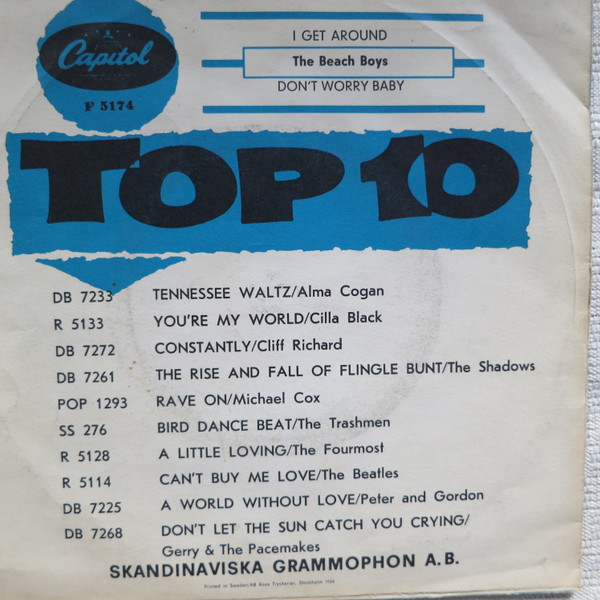 Capitol
F 5174
I GET AROUND
The Beach Boys
DON'T WORRY BABY
TOP 10
DB 7233 TENNESSEE WALTZ/Alma Cogan
R 5133 YOU'RE MY WORLD/Cilla Black
DB 7272 CONSTANTLY/Cliff Richard
DB 7261 THE RISE AND FALL OF FLINGLE BUNT/The Shadows
POP 1293 RAVE ON/Michael Cox
SS 276 BIRD DANCE BEAT/The Trashmen
R 5128 A LITTLE LOVING/The Fourmost
R 5114 CAN'T BUY ME LOVE/The Beatles
DB 7225 A WORLD WITHOUT LOVE/Peter and Gordon
DB 7268 DON'T LET THE SUN CATCH YOU CRYING/
Gerry & The Pacemakes
SKANDINAVISKA GRAMMOPHON A.B.
Printed in Sweden, Stockholm